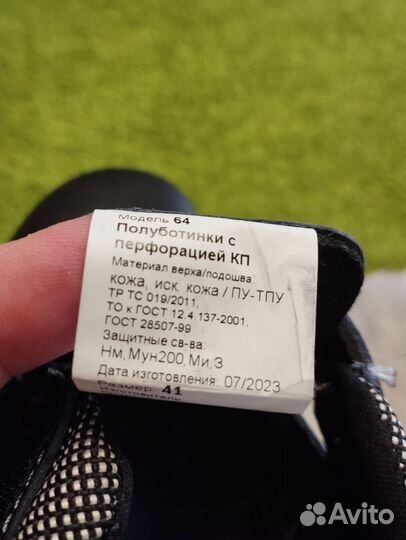 Модель 64
Полуботинки с
перфорацией КП
Материал верха/подошва:
кожа, иск. кожа / ПУ-ТПУ
ТР ТС 019/2011,
ТО к ГОСТ 12.4.137-2001,
ГОСТ 28507-99
Защитные св-ва:
Нм, Мун200, Ми,З
Дата изготовления: 07/2023
Размер 41
Изготовитель
Avito